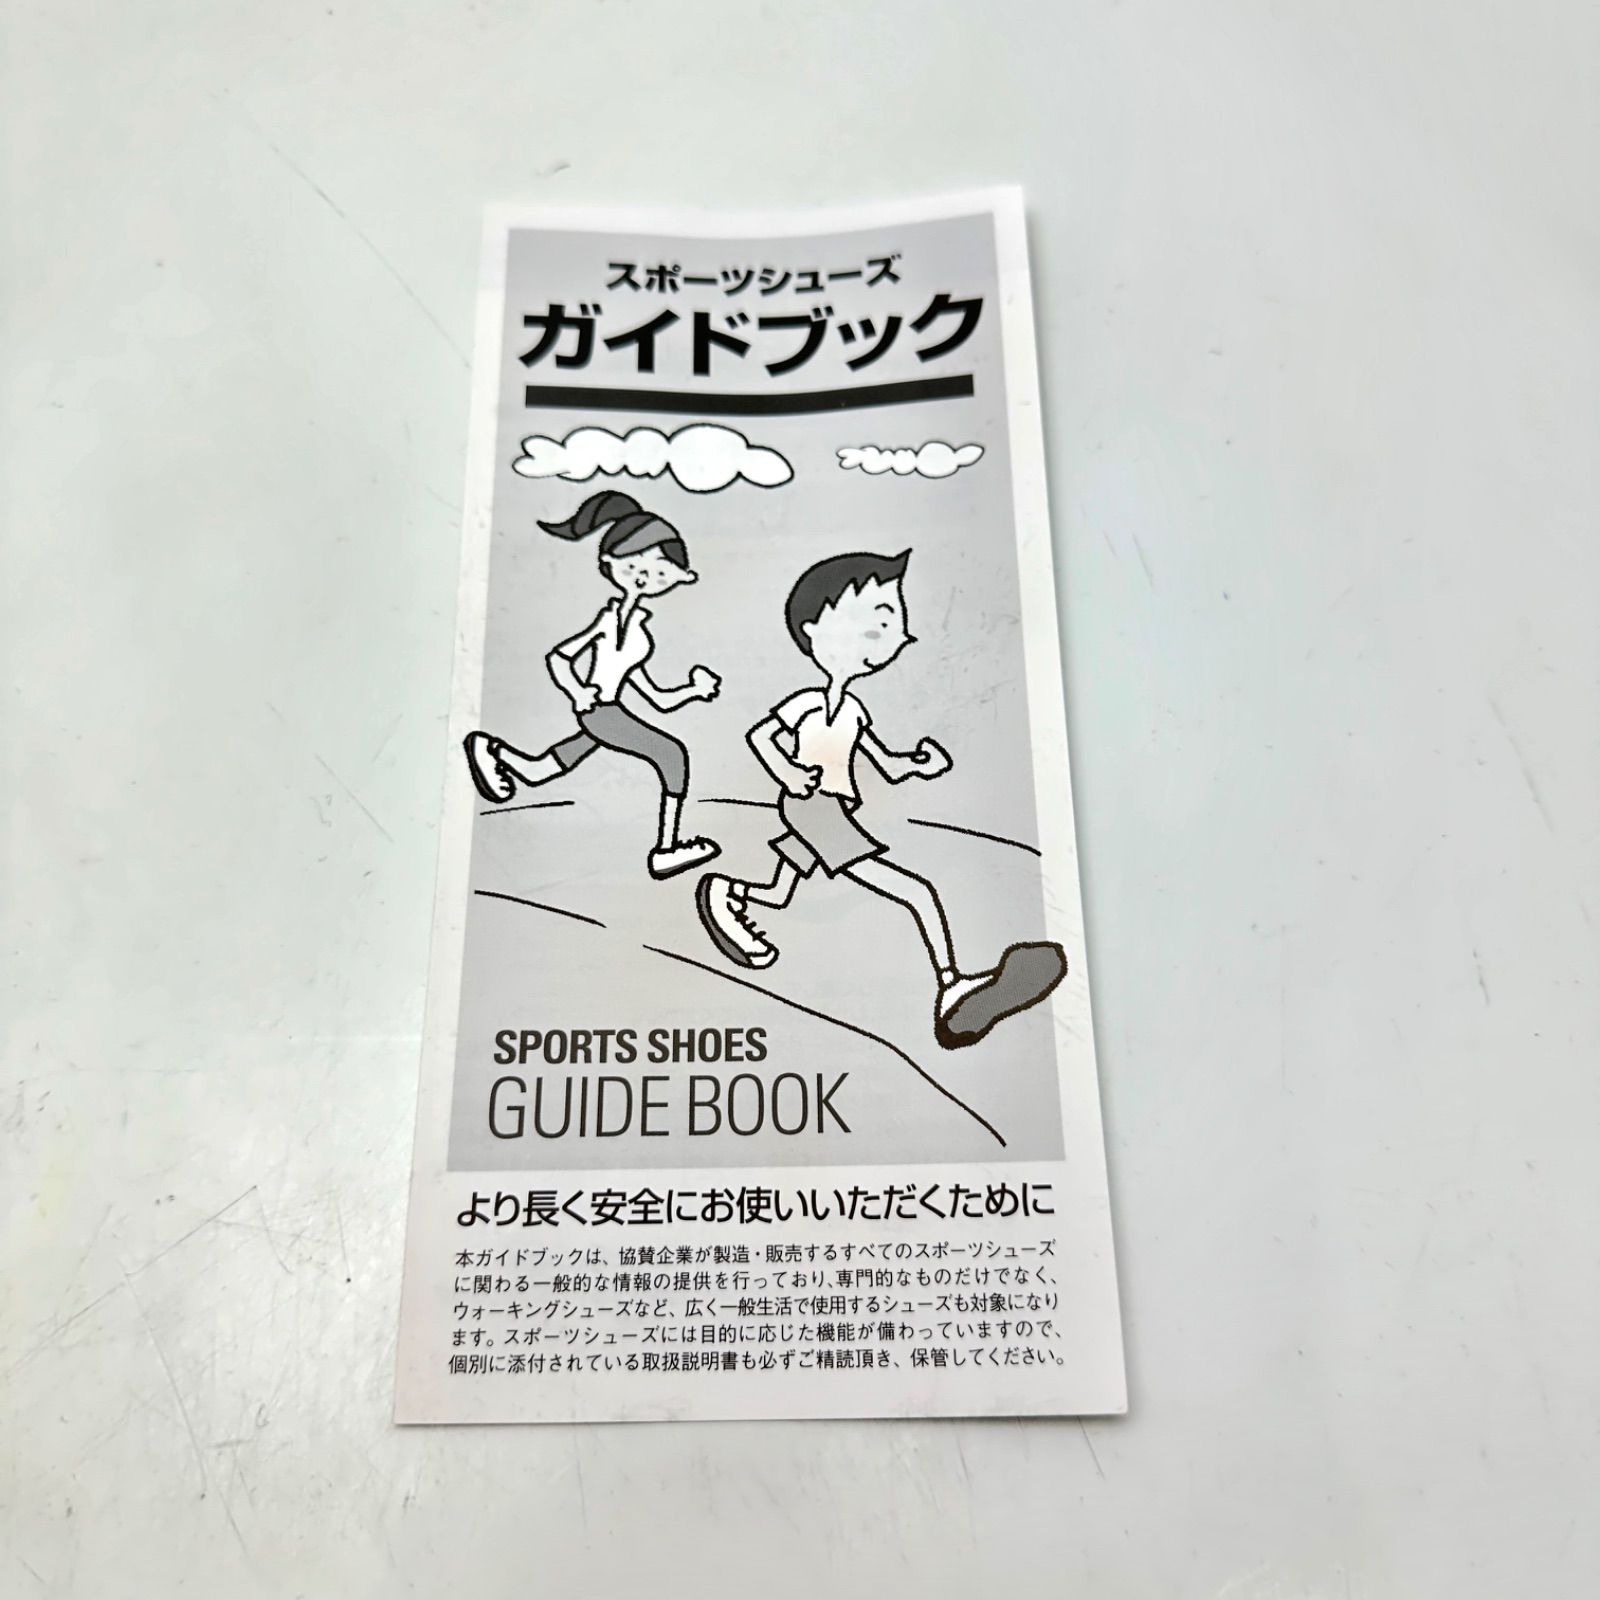 スポーツシューズ
ガイドブック
SPORTS SHOES
GUIDE BOOK
より長く安全にお使いいただくために
本ガイドブックは、協賛企業が製造・販売するすべてのスポーツシューズ
に関わる一般的な情報の提供を行っており、専門的なものだけでなく、
ウォーキングシューズなど、広く一般生活で使用するシューズも対象になり
ます。スポーツシューズには目的に応じた機能が備わっていますので、
個別に添付されている取扱説明書も必ずご精読頂き、保管してください。